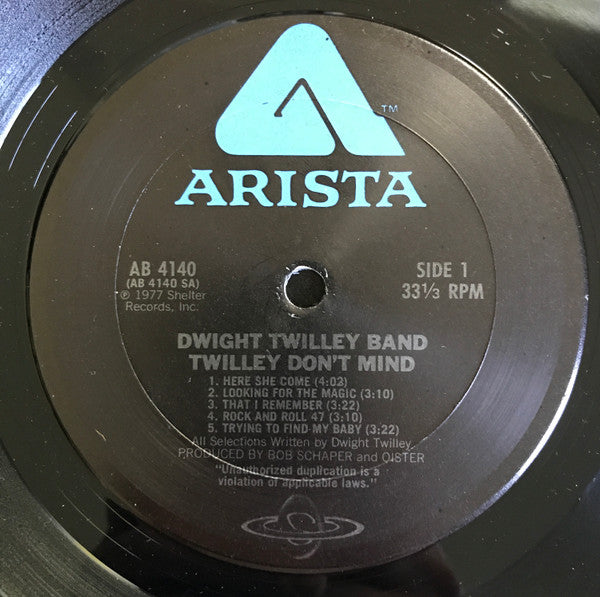 ™
ARISTA
AB 4140
(AB 4140 SA)
℗ 1977 Shelter
Records, Inc.
SIDE 1
33⅓ RPM
DWIGHT TWILLEY BAND
TWILLEY DON'T MIND
1. HERE SHE COME (4:03)
2. LOOKING FOR THE MAGIC (3:10)
3. THAT I REMEMBER (3:22)
4. ROCK AND ROLL 47 (3:10)
5. TRYING TO FIND MY BABY (3:22)
All Selections Written by Dwight Twilley
PRODUCED BY BOB SCHAPER and OISTER
"Unauthorized duplication is a
violation of applicable laws."